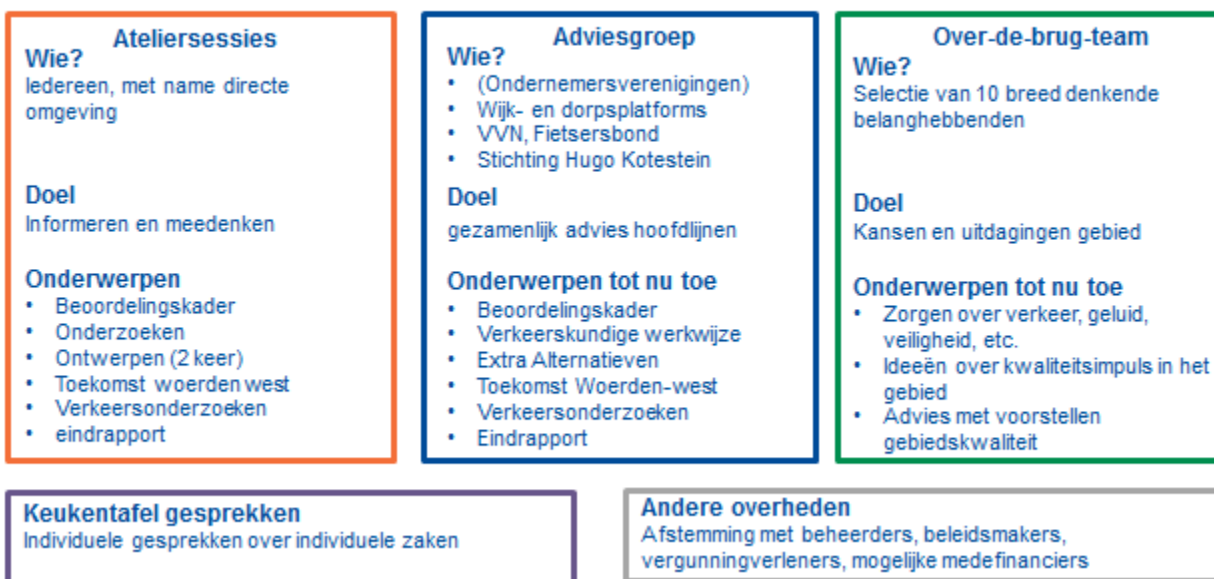 Ateliersessies
Wie?
Iedereen, met name directe
omgeving
Doel
Informeren en meedenken
Onderwerpen
• Beoordelingskader
• Onderzoeken
• Ontwerpen (2 keer)
• Toekomst woerden west
• Verkeersonderzoeken
• eindrapport
Adviesgroep
Wie?
• (Ondernemersverenigingen)
• Wijk- en dorpsplatforms
• VVN, Fietsersbond
• Stichting Hugo Kotestein
Doel
gezamenlijk advies hoofdlijnen
Onderwerpen tot nu toe
• Beoordelingskader
• Verkeerskundige werkwijze
• Extra Alternatieven
• Toekomst Woerden-west
• Verkeersonderzoeken
• Eindrapport
Over-de-brug-team
Wie?
Selectie van 10 breed denkende
belanghebbenden
Doel
Kansen en uitdagingen gebied
Onderwerpen tot nu toe
• Zorgen over verkeer, geluid,
veiligheid, etc.
• Ideeën over kwaliteitsimpuls in het
gebied
• Advies met voorstellen
gebiedskwaliteit
Keukentafel gesprekken
Individuele gesprekken over individuele zaken
Andere overheden
Afstemming met beheerders, beleidsmakers,
vergunningverleners, mogelijke medefinanciers